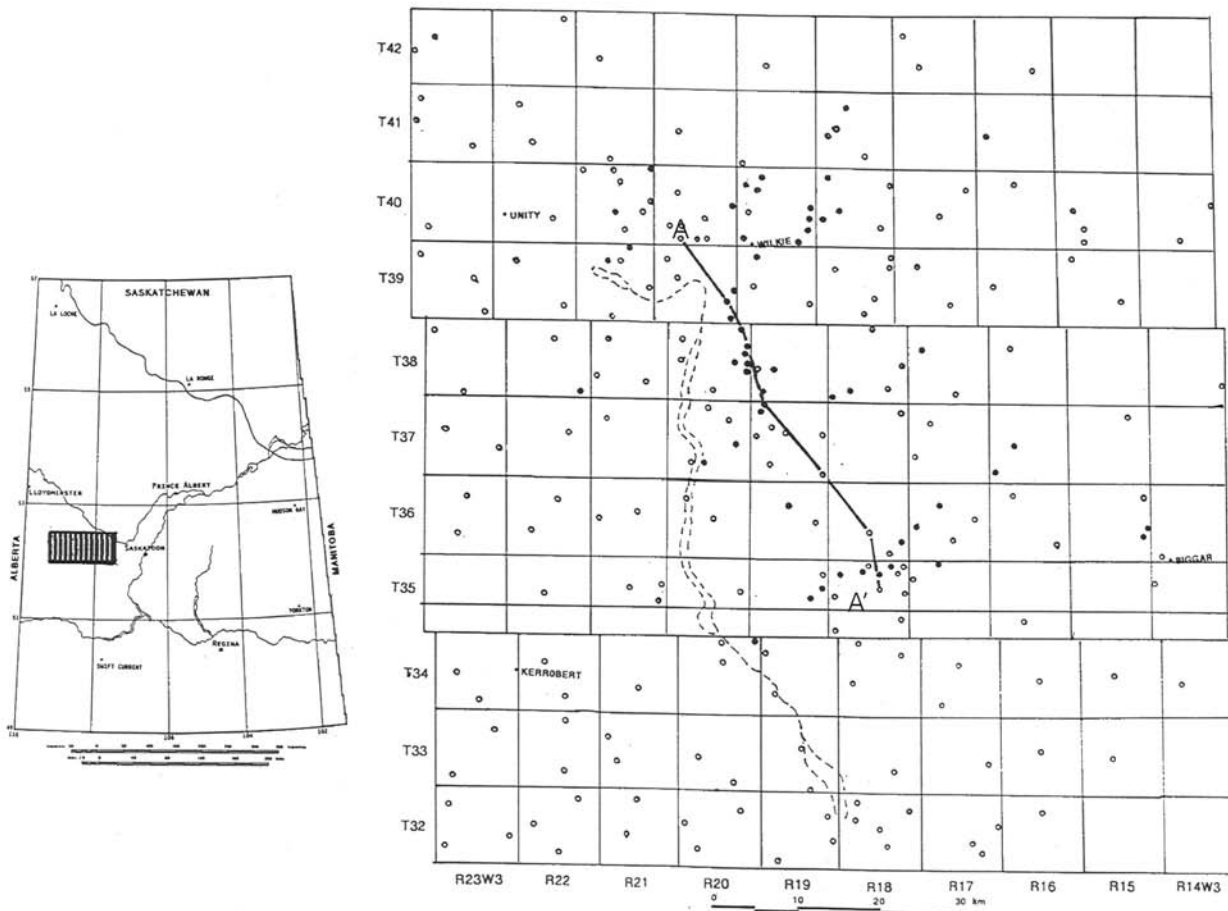 SASKATCHEWAN
LA LOCHE
LA RONGE
LLOYDMINSTER
PRINCE ALBERT
HUDSON BAY
SASKATOON
ALBERTA
MANITOBA
YORKTON
REGINA
SWIFT CURRENT
T42
T41
T40
UNITY
A
WILKIE
T39
T38
T37
T36
BIGGAR
T35
A'
T34
KERROBERT
T33
T32
R23W3 R22 R21 R20 R19 R18 R17 R16 R15 R14W3
0 10 20 30 km